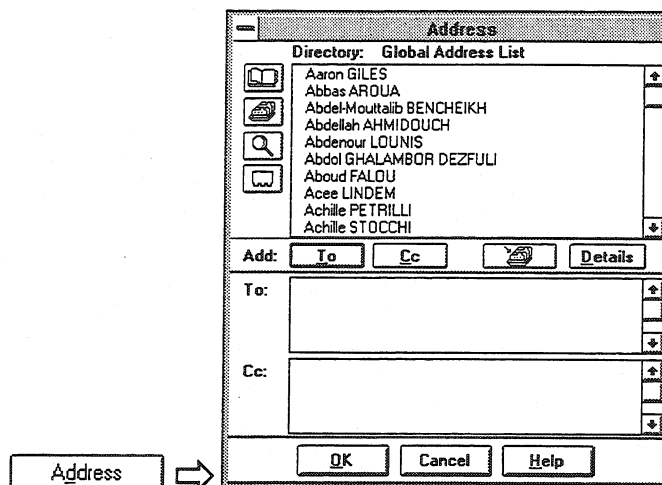 Address
Directory: Global Address List
Aaron GILES
Abbas AROUA
Abdel-Mouttalib BENCHEIKH
Abdellah AHMIDOUCH
Abdenour LOUNIS
Abdol GHALAMBOR DEZFULI
Aboud FALOU
Acee LINDEM
Achille PETRILLI
Achille STOCCHI
Add: To Cc Details
To:
Cc:
OK Cancel Help
Address